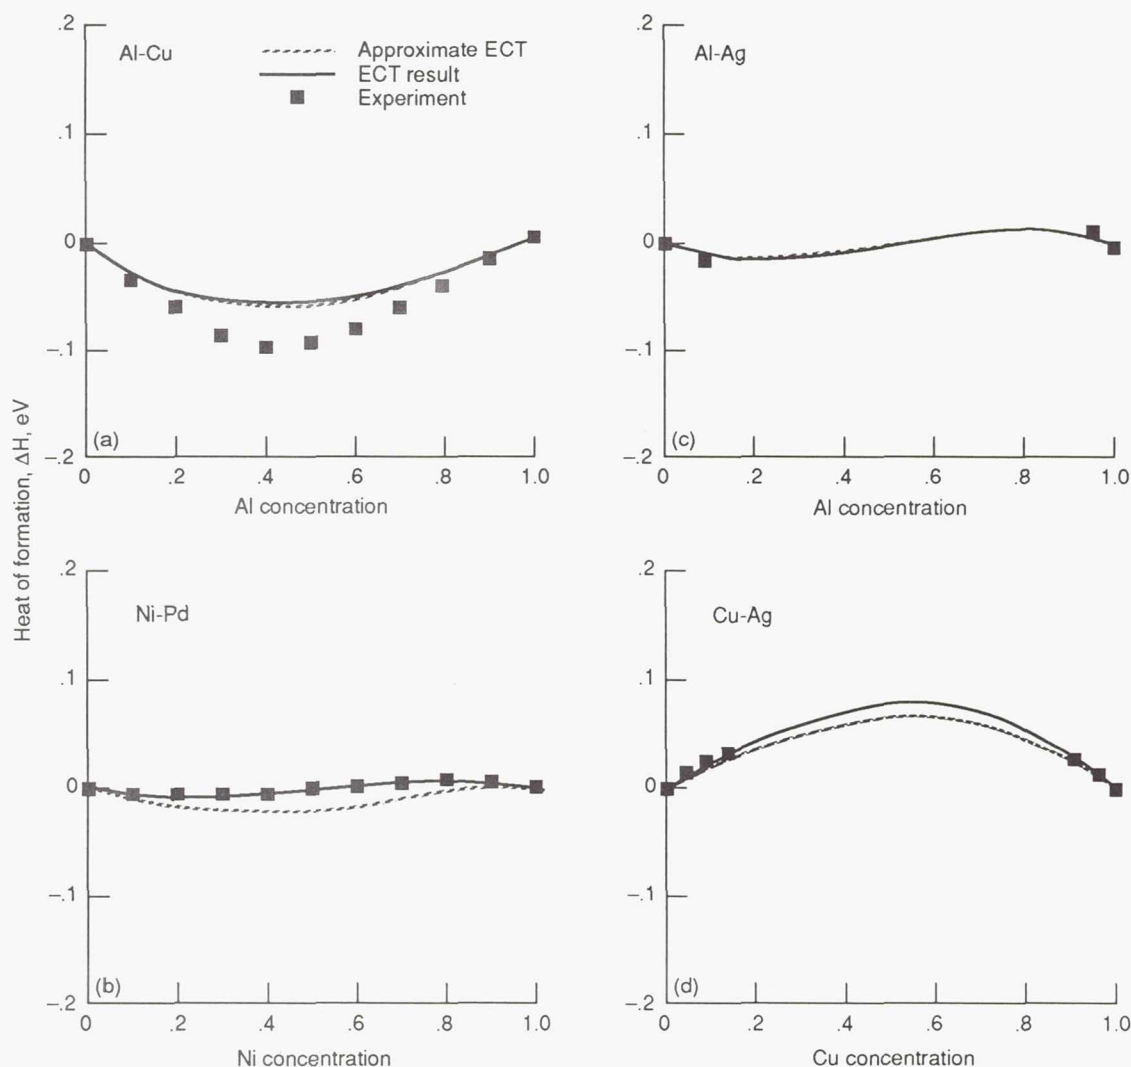 Heat of formation, ΔH, eV
.2
.1
0
−.1
−.2
Al-Cu
Approximate ECT
ECT result
Experiment
(a)
0 .2 .4 .6 .8 1.0
Al concentration
.2
.1
0
−.1
−.2
Al-Ag
(c)
0 .2 .4 .6 .8 1.0
Al concentration
.2
.1
0
−.1
−.2
Ni-Pd
(b)
0 .2 .4 .6 .8 1.0
Ni concentration
.2
.1
0
−.1
−.2
Cu-Ag
(d)
0 .2 .4 .6 .8 1.0
Cu concentration